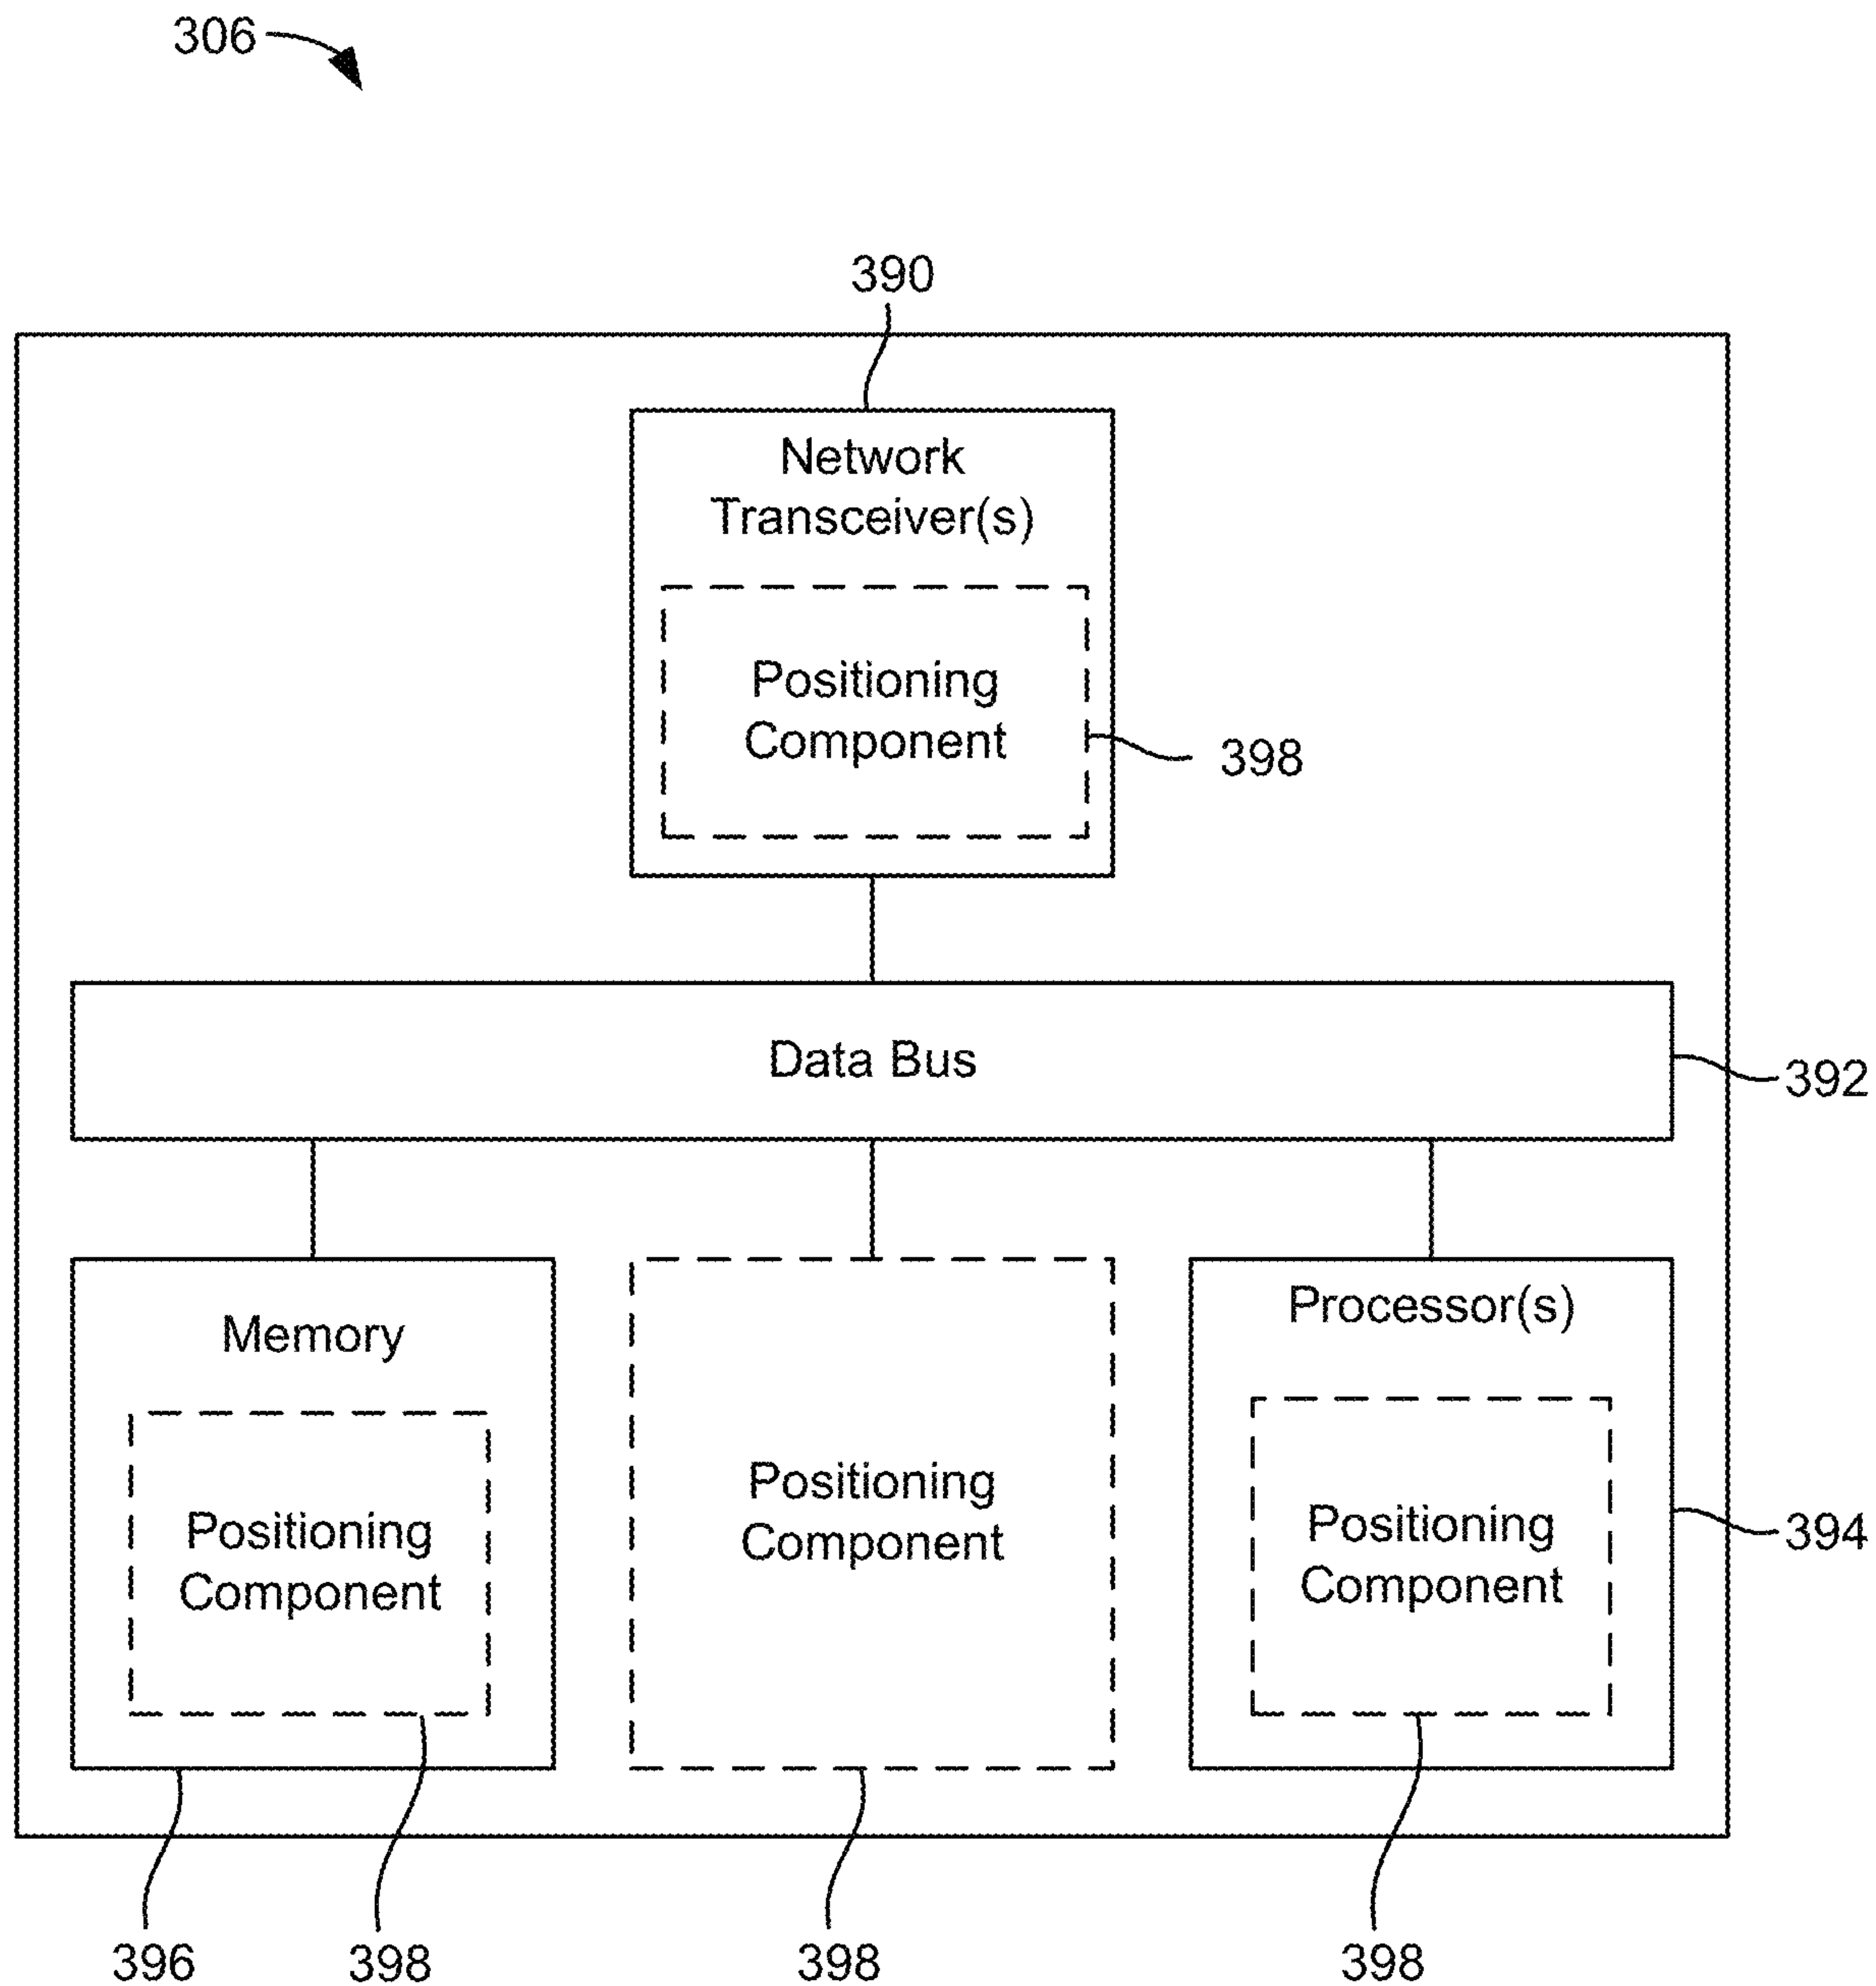 306
390
Network
Transceiver(s)
Positioning
Component
398
Data Bus
392
Memory
Positioning
Component
Positioning
Component
Processor(s)
Positioning
Component
394
396
398
398
398